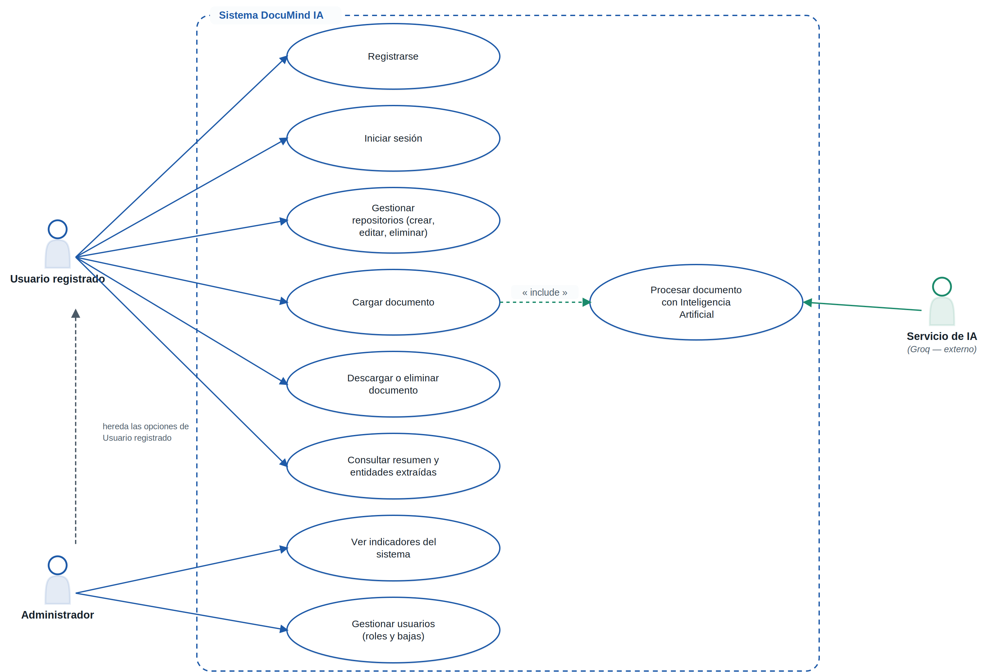 Sistema DocuMind IA
Registrarse
Iniciar sesión
Gestionar
repositorios (crear,
editar, eliminar)
Usuario registrado
Cargar documento
« include »
Procesar documento
con Inteligencia
Artificial
Servicio de IA
(Groq — externo)
Descargar o eliminar
documento
hereda las opciones de
Usuario registrado
Consultar resumen y
entidades extraídas
Ver indicadores del
sistema
Administrador
Gestionar usuarios
(roles y bajas)